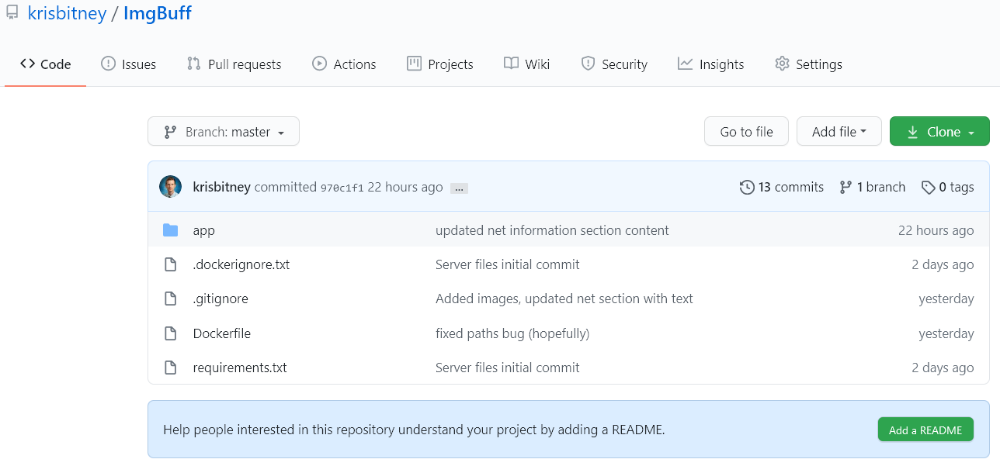 krisbitney / ImgBuff
Code Issues Pull requests Actions Projects Wiki Security Insights Settings
Branch: master Go to file Add file Clone
krisbitney committed 970c1f1 22 hours ago ... 13 commits 1 branch 0 tags
app updated net information section content 22 hours ago
.dockerignore.txt Server files initial commit 2 days ago
.gitignore Added images, updated net section with text yesterday
Dockerfile fixed paths bug (hopefully) yesterday
requirements.txt Server files initial commit 2 days ago
Help people interested in this repository understand your project by adding a README. Add a README